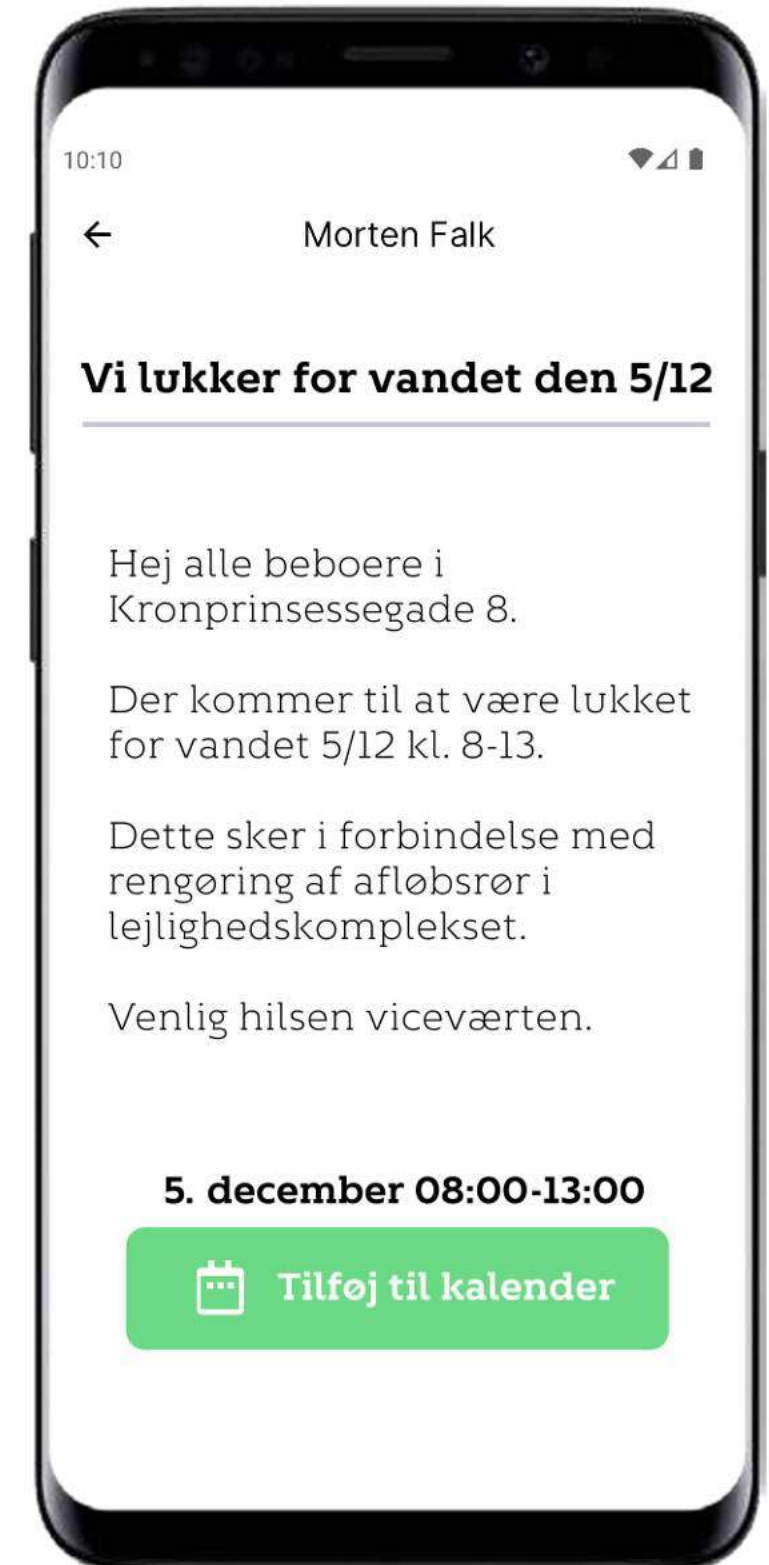 10:10
Morten Falk
Vi lukker for vandet den 5/12
Hej alle beboere i
Kronprinsessegade 8.
Der kommer til at være lukket
for vandet 5/12 kl. 8-13.
Dette sker i forbindelse med
rengøring af afløbsrør i
lejlighedskomplekset.
Venlig hilsen viceværten.
5. december 08:00-13:00
Tilføj til kalender